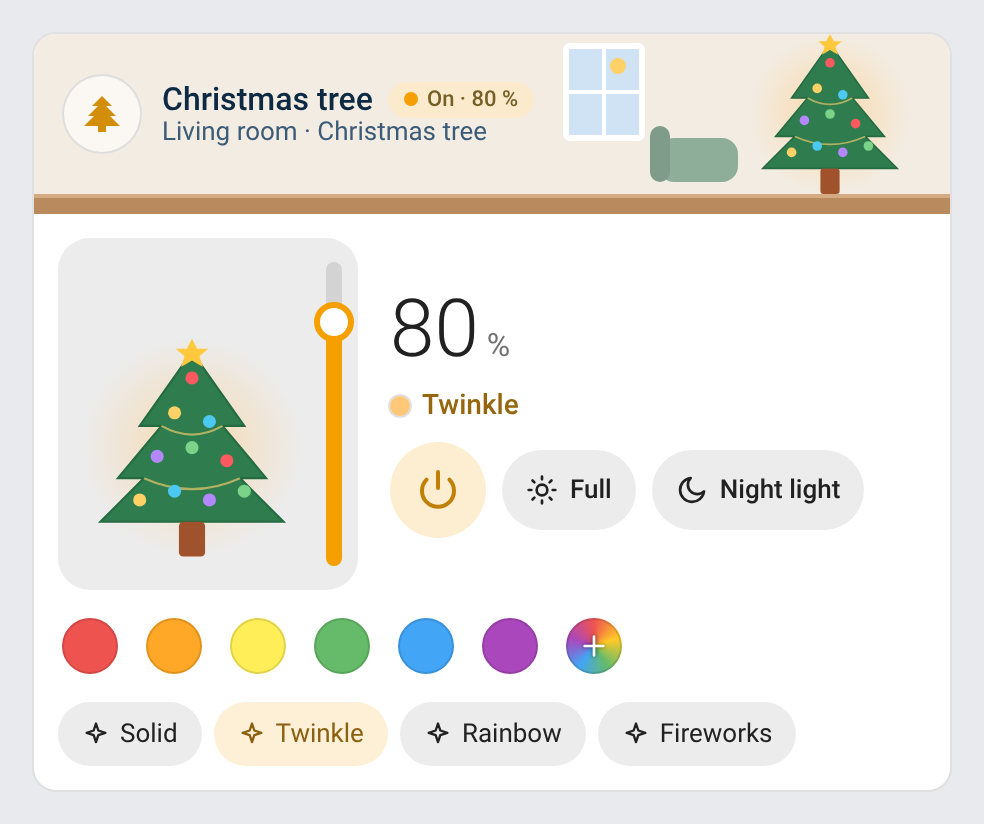 Christmas tree On · 80 %
Living room · Christmas tree
80 %
Twinkle
Full Night light
Solid Twinkle Rainbow Fireworks